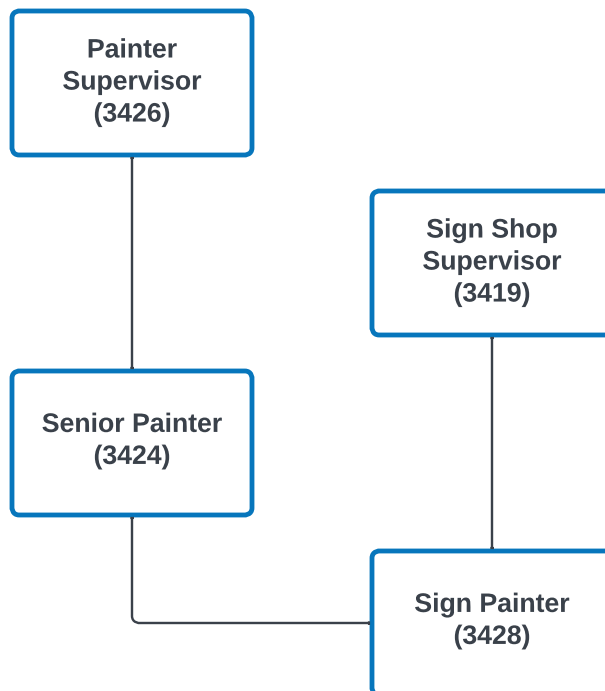 Painter
Supervisor
(3426)
Sign Shop
Supervisor
(3419)
Senior Painter
(3424)
Sign Painter
(3428)